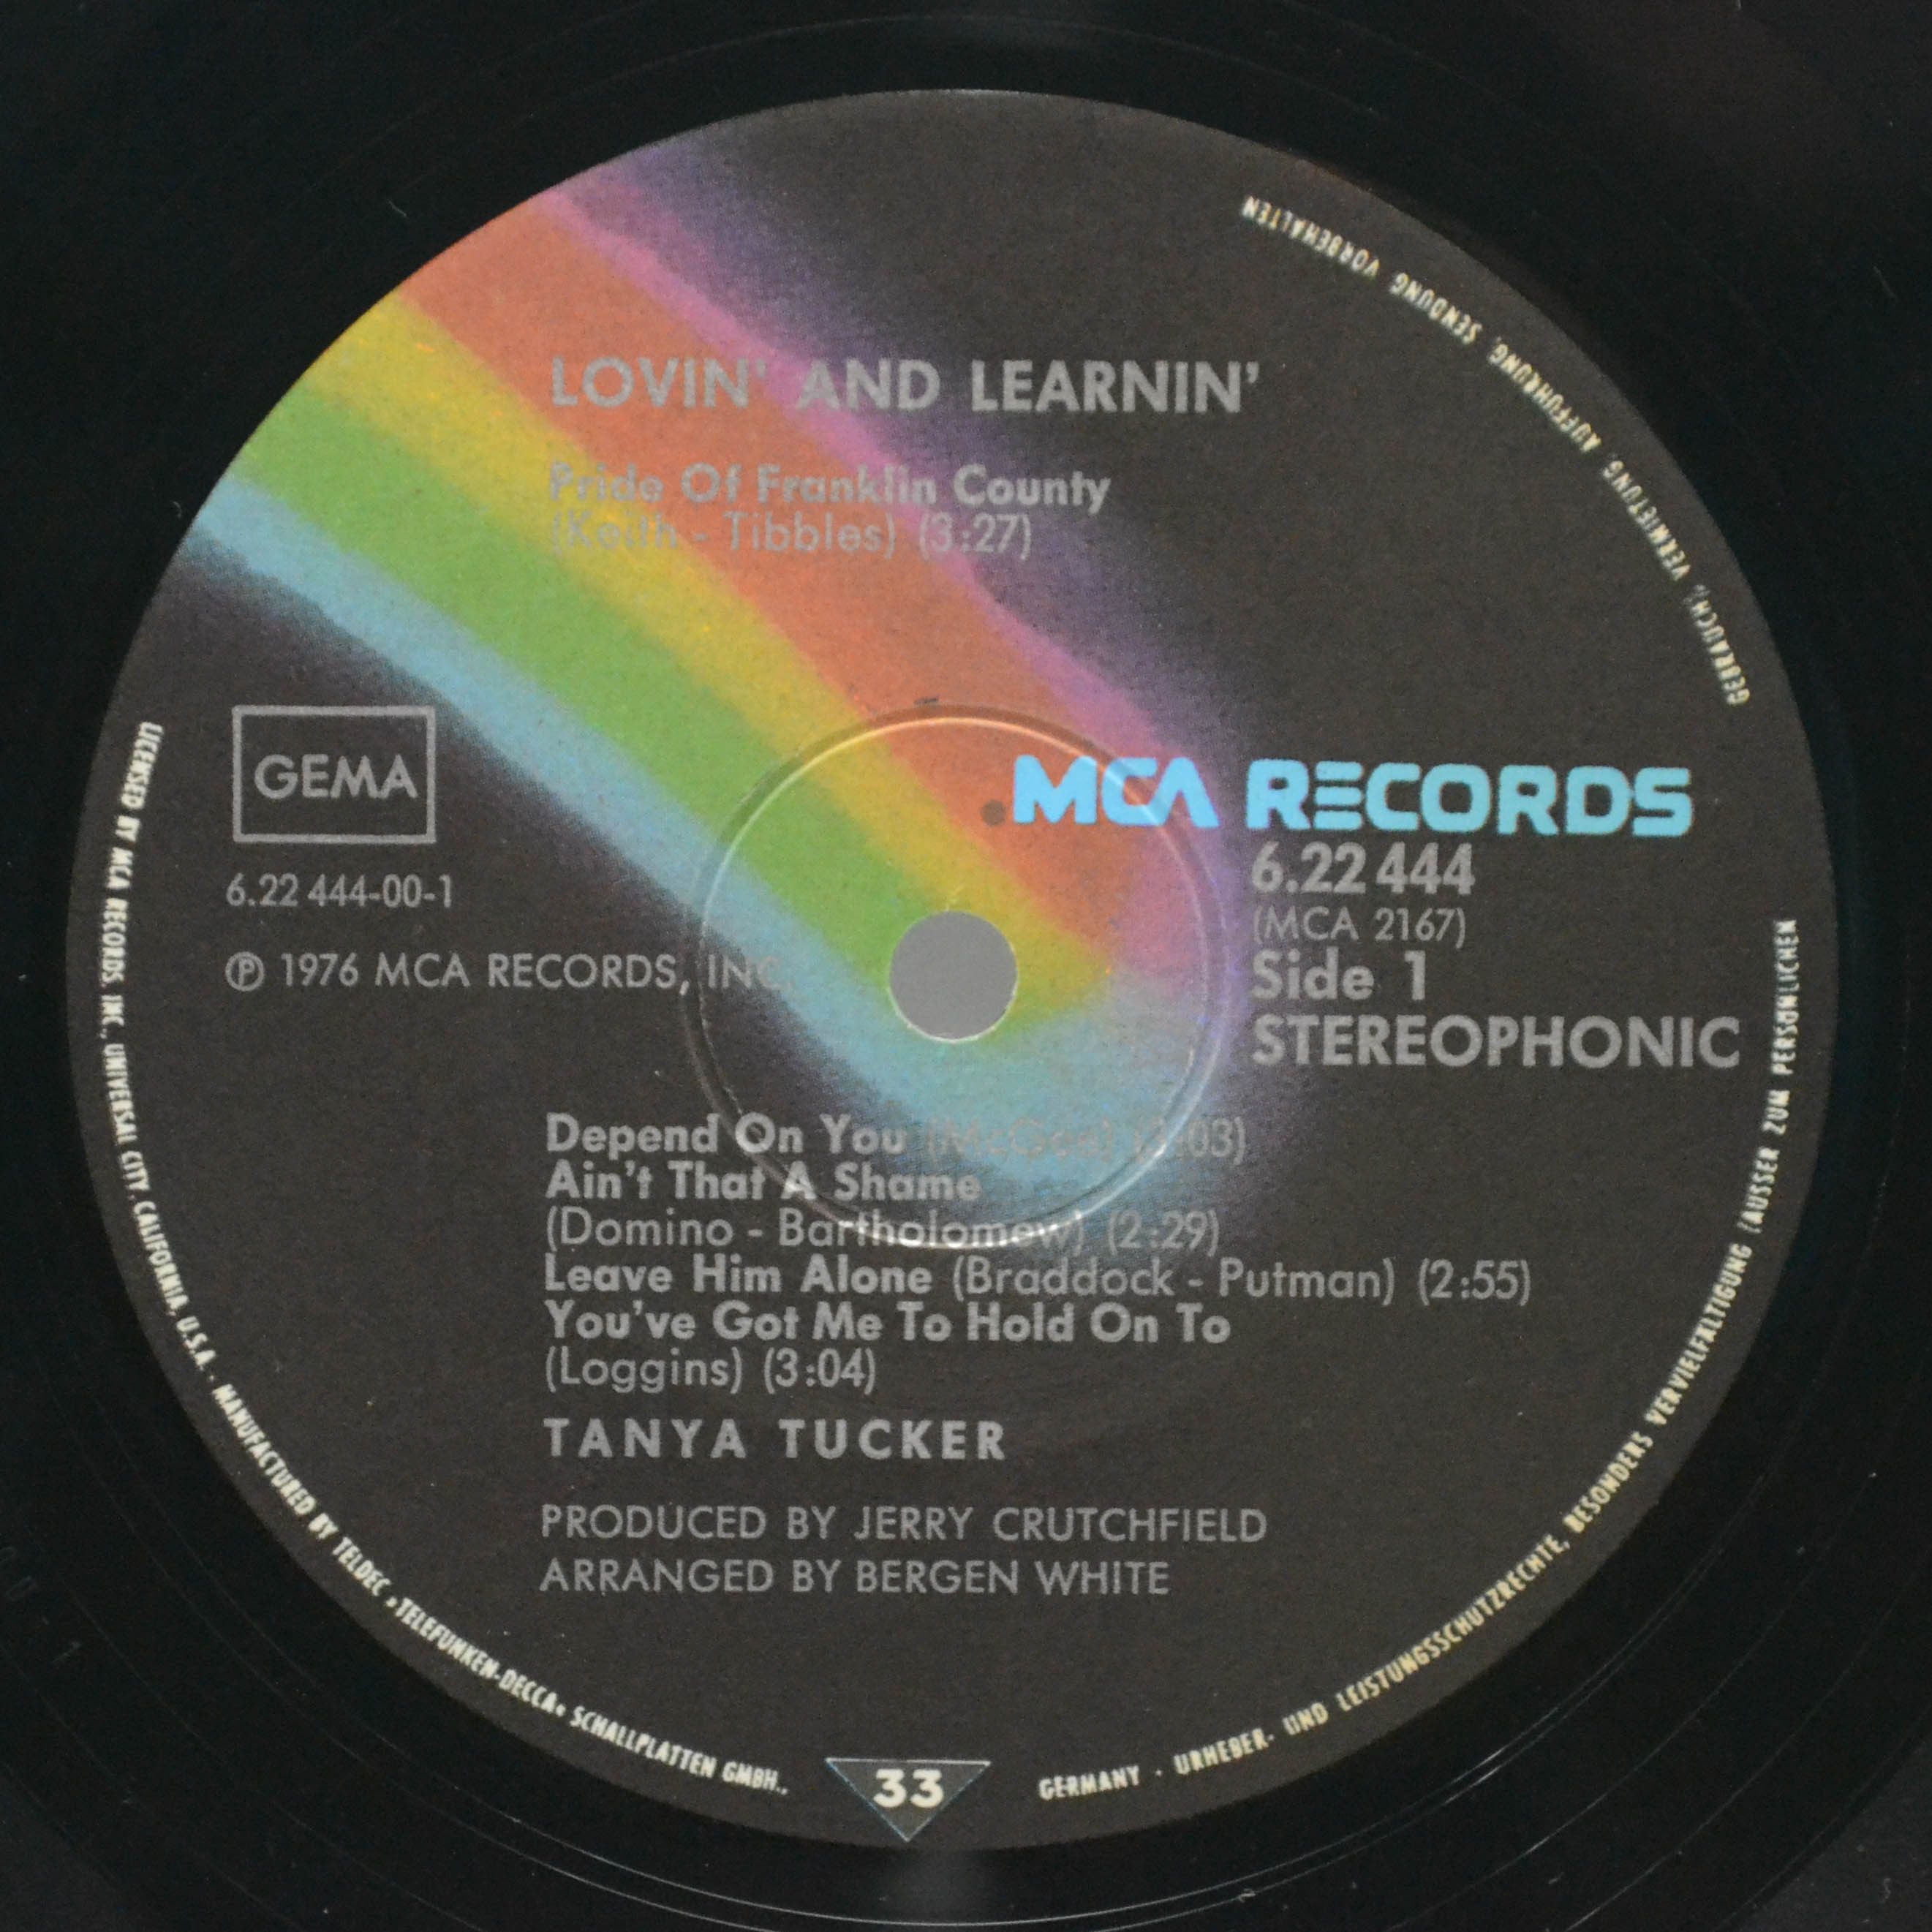 LOVIN' AND LEARNIN'
Pride Of Franklin County
(Keith - Tibbles) (3:27)
GEMA
6.22 444-00-1
℗ 1976 MCA RECORDS, INC.
MCA RECORDS
6.22 444
(MCA 2167)
Side 1
STEREOPHONIC
Depend On You (McGee) (3:03)
Ain't That A Shame
(Domino - Bartholomew) (2:29)
Leave Him Alone (Braddock - Putman) (2:55)
You've Got Me To Hold On To
(Loggins) (3:04)
TANYA TUCKER
PRODUCED BY JERRY CRUTCHFIELD
ARRANGED BY BERGEN WHITE
33
LICENSED BY MCA RECORDS, INC., UNIVERSAL CITY, CALIFORNIA, U.S.A. · MANUFACTURED BY TELDEC »TELEFUNKEN-DECCA« SCHALLPLATTEN GMBH., GERMANY · URHEBER- UND LEISTUNGSSCHUTZRECHTE, BESONDERS VERVIELFÄLTIGUNG (AUSSER ZUM PERSÖNLICHEN GEBRAUCH), VERMIETUNG, AUFFÜHRUNG, SENDUNG VORBEHALTEN